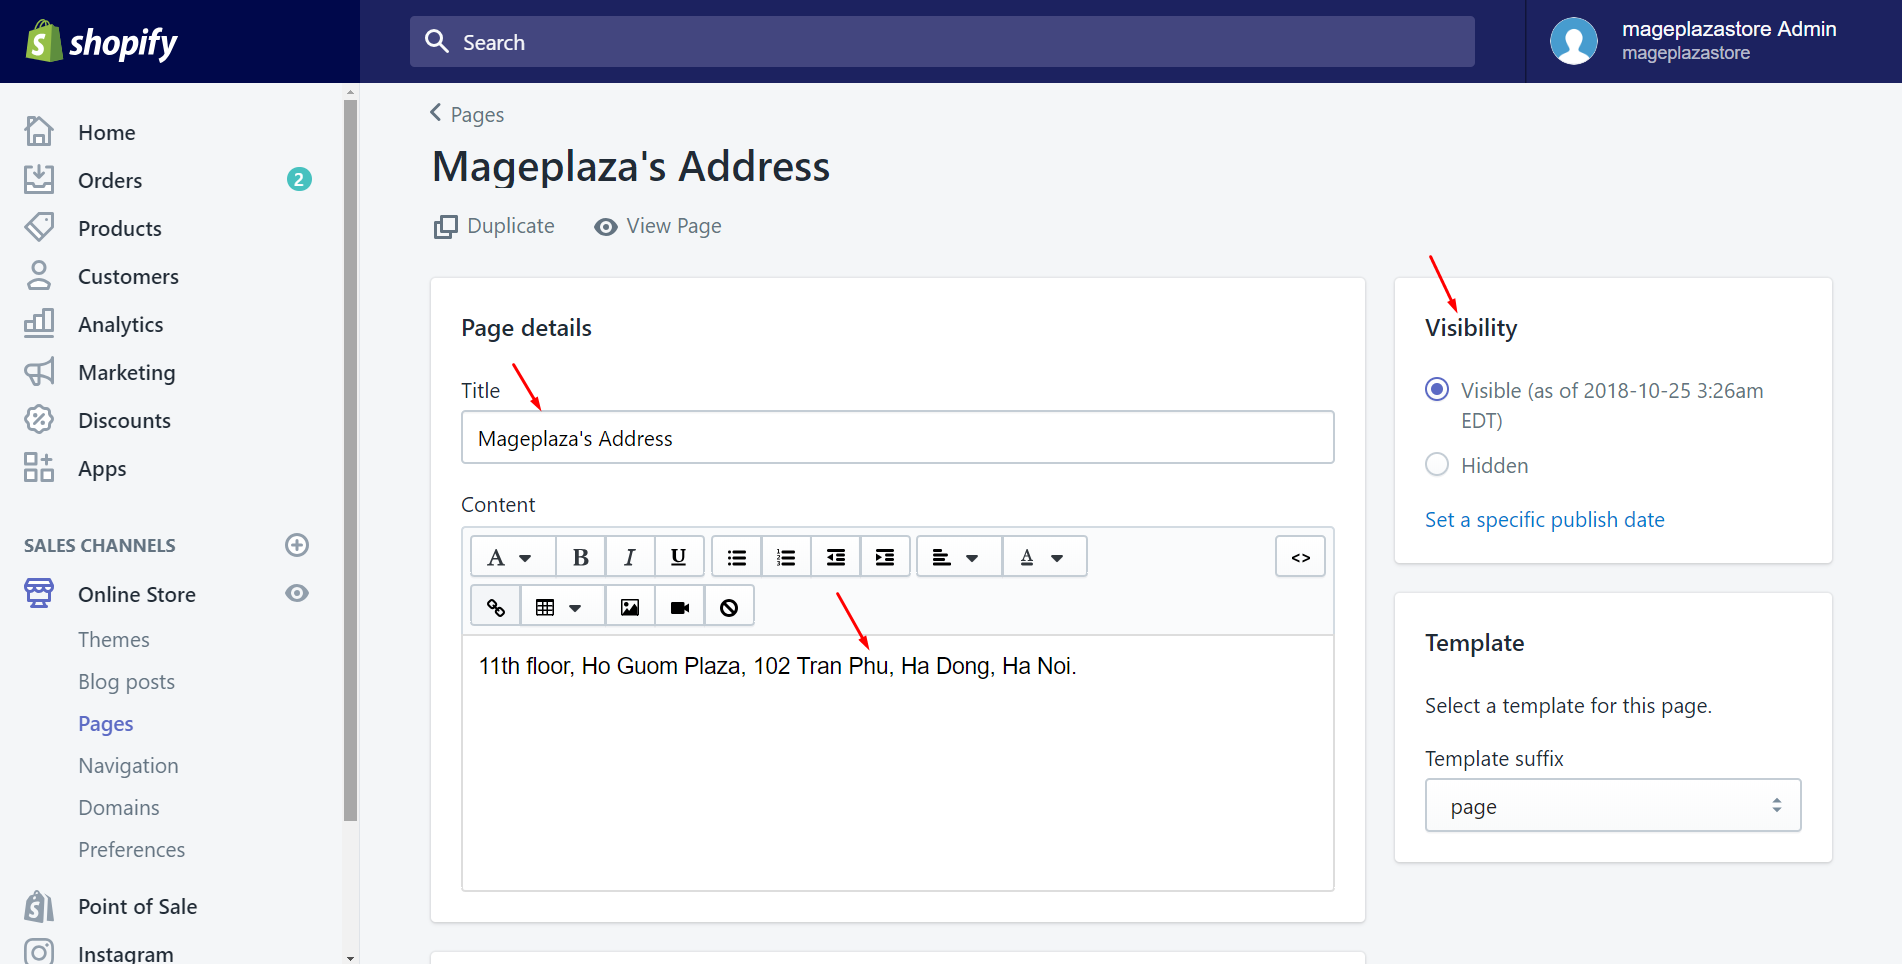 shopify
Search
mageplazastore Admin
mageplazastore
Home
Orders
2
Products
Customers
Analytics
Marketing
Discounts
Apps
SALES CHANNELS
Online Store
Themes
Blog posts
Pages
Navigation
Domains
Preferences
Point of Sale
Instagram
Pages
Mageplaza's Address
Duplicate
View Page
Page details
Title
Mageplaza's Address
Content
A
B
I
U
A
<>
11th floor, Ho Guom Plaza, 102 Tran Phu, Ha Dong, Ha Noi.
Visibility
Visible (as of 2018-10-25 3:26am
EDT)
Hidden
Set a specific publish date
Template
Select a template for this page.
Template suffix
page